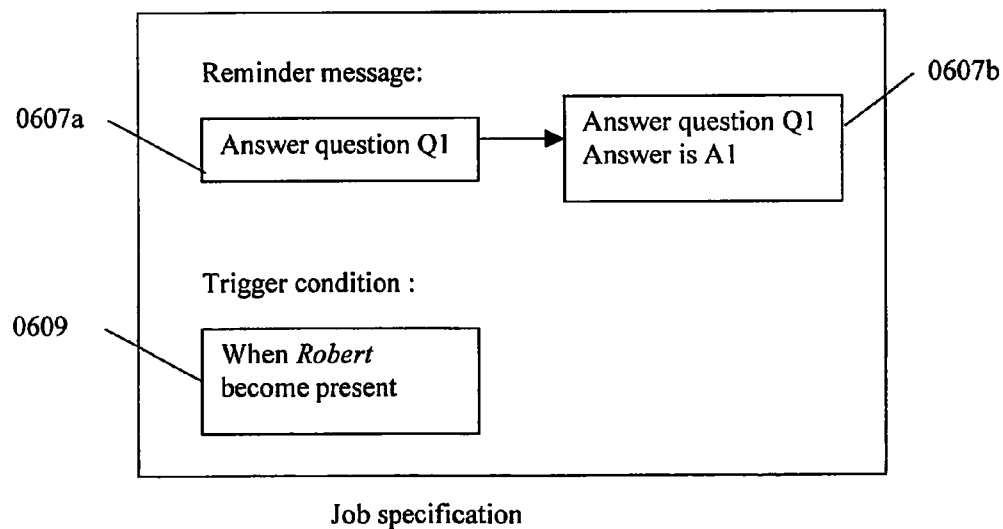 Reminder message:
0607b
0607a
Answer question Q1
Answer question Q1
Answer is A1
Trigger condition :
0609
When Robert
become present
Job specification